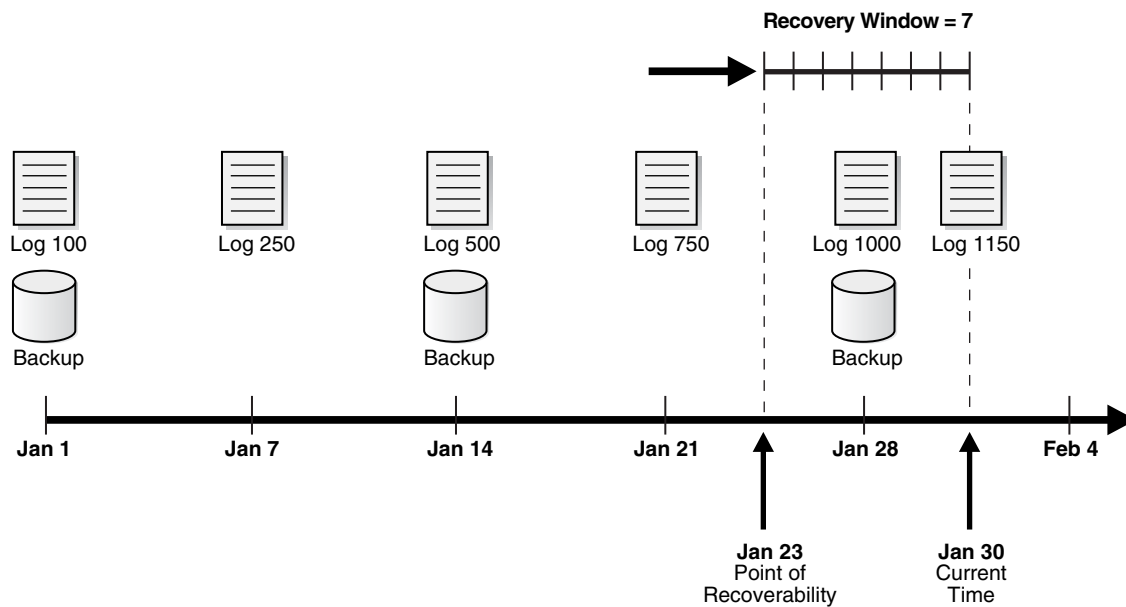 Recovery Window = 7
Log 100
Log 250
Log 500
Log 750
Log 1000
Log 1150
Backup
Backup
Backup
Jan 1
Jan 7
Jan 14
Jan 21
Jan 28
Feb 4
Jan 23
Point of
Recoverability
Jan 30
Current
Time